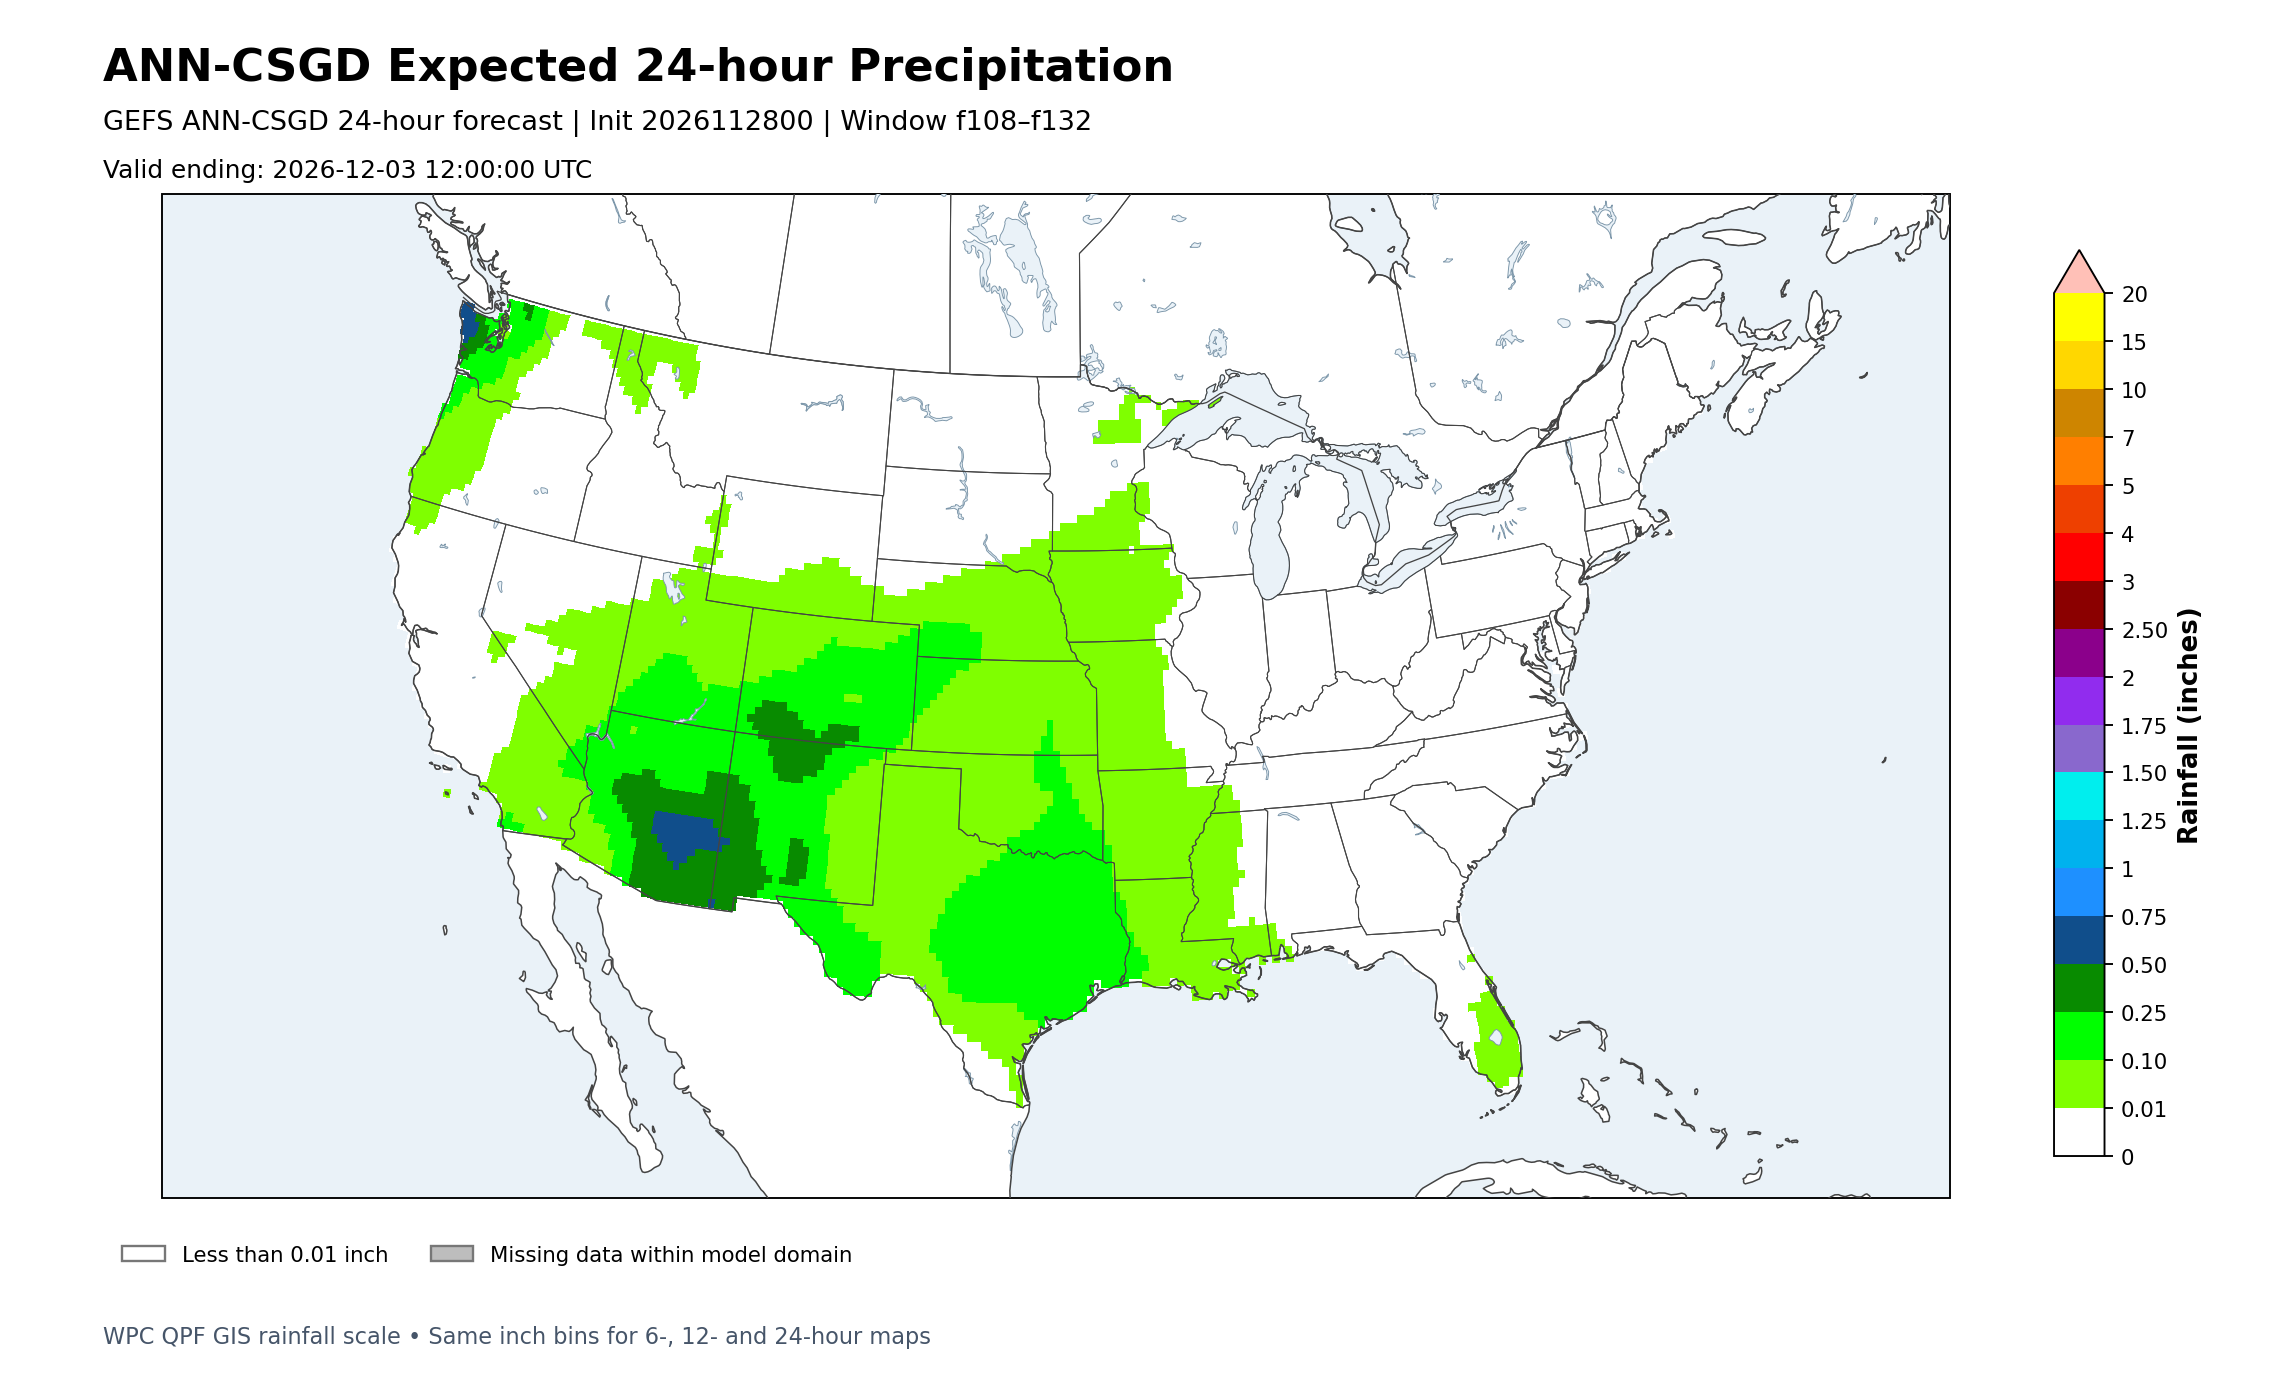 ANN-CSGD Expected 24-hour Precipitation
GEFS ANN-CSGD 24-hour forecast | Init 2026112800 | Window f108–f132
Valid ending: 2026-12-03 12:00:00 UTC
20
15
10
7
5
4
3
2.50
2
1.75
1.50
1.25
1
0.75
0.50
0.25
0.10
0.01
0
Rainfall (inches)
Less than 0.01 inch
Missing data within model domain
WPC QPF GIS rainfall scale • Same inch bins for 6-, 12- and 24-hour maps